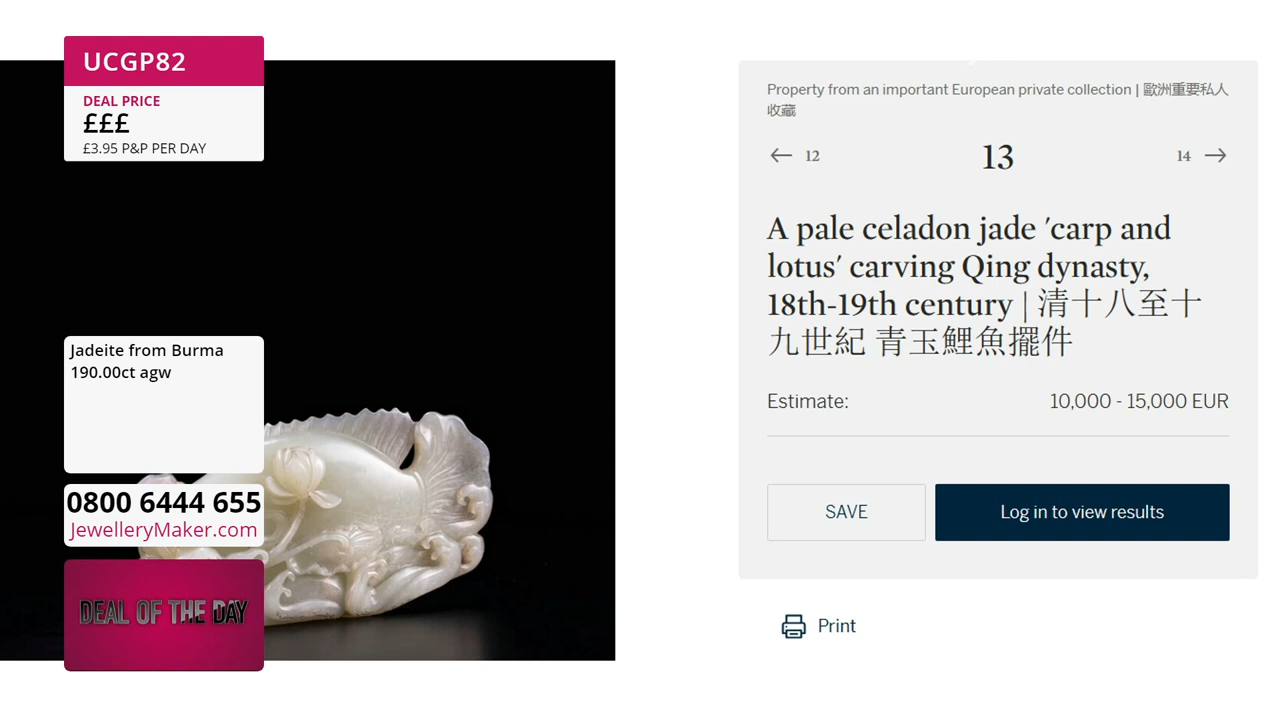 UCGP82
DEAL PRICE
£££
£3.95 P&P PER DAY
Jadeite from Burma
190.00ct agw
0800 6444 655
JewelleryMaker.com
DEAL OF THE DAY
Property from an important European private collection | 歐洲重要私人
收藏
12
13
14
A pale celadon jade 'carp and
lotus' carving Qing dynasty,
18th-19th century | 清十八至十
九世紀 青玉鯉魚擺件
Estimate:
10,000 - 15,000 EUR
SAVE
Log in to view results
Print